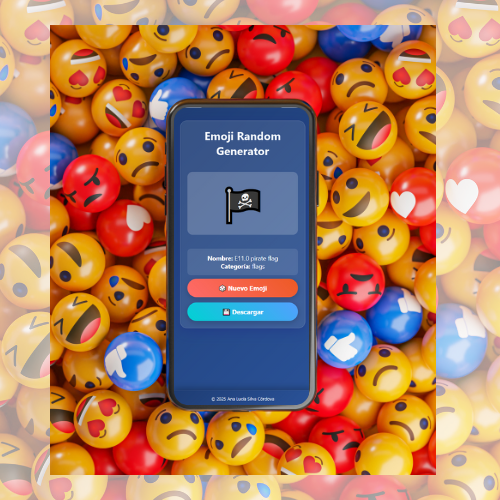 Emoji Random
Generator
Nombre: E11.0 pirate flag
Categoría: flags
🎲 Nuevo Emoji
💾 Descargar
© 2025 Ana Lucía Silva Córdova